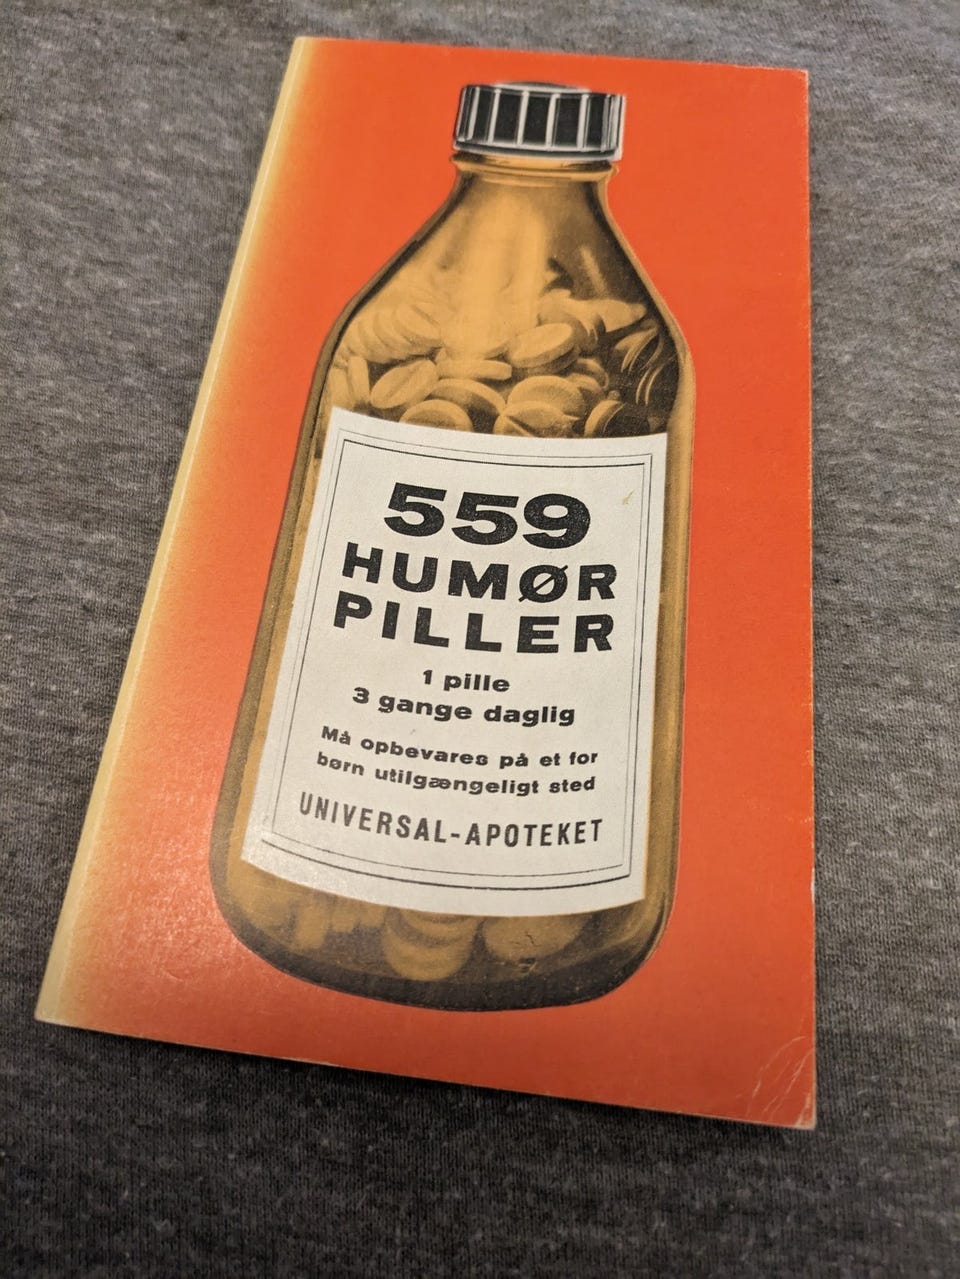 559
HUMØR
PILLER
1 pille
3 gange daglig
Må opbevares på et for
børn utilgængeligt sted
UNIVERSAL-APOTEKET